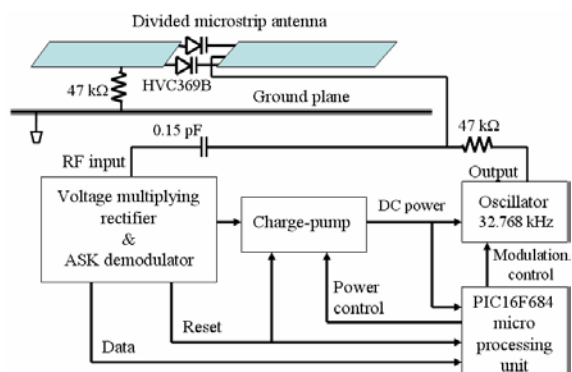 Divided microstrip antenna
47 kΩ
HVC369B
Ground plane
0.15 pF
47 kΩ
RF input
Output
Voltage multiplying
rectifier
&
ASK demodulator
Charge-pump
DC power
Oscillator
32.768 kHz
Modulation
control
Power
control
PIC16F684
micro
processing
unit
Reset
Data